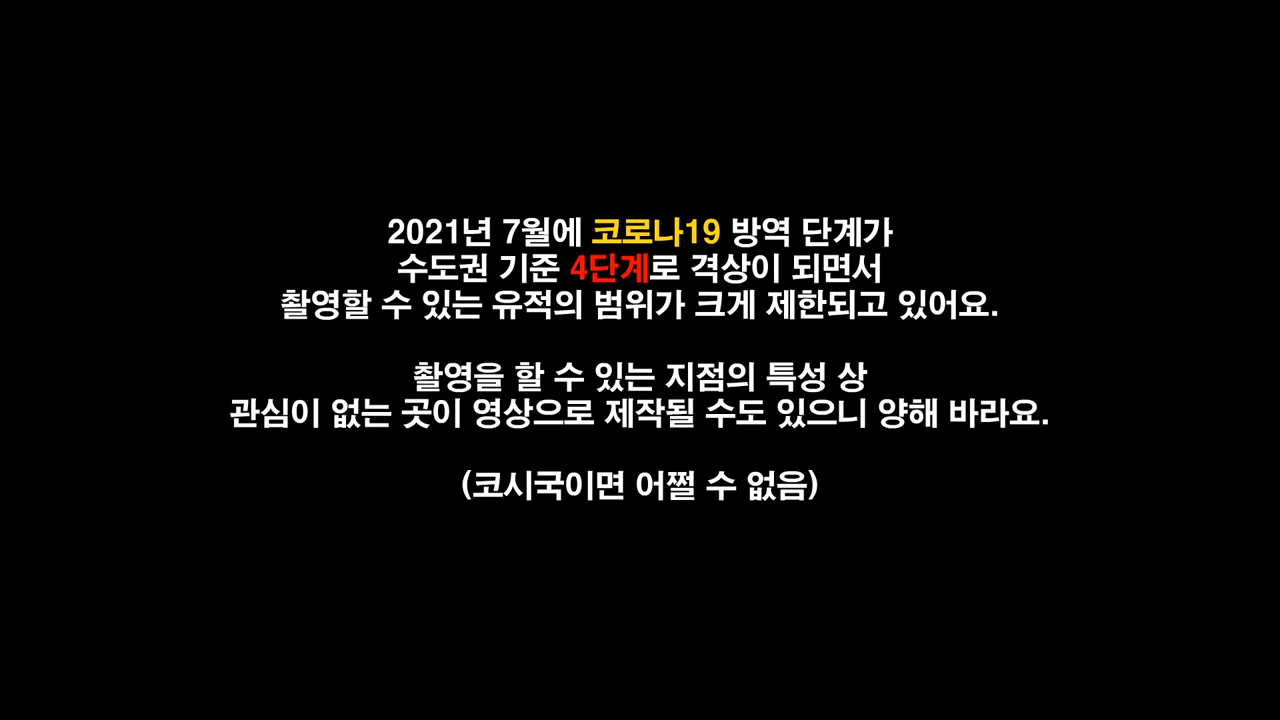 2021년 7월에 코로나19 방역 단계가
수도권 기준 4단계로 격상이 되면서
촬영할 수 있는 유적의 범위가 크게 제한되고 있어요.
촬영을 할 수 있는 지점의 특성 상
관심이 없는 곳이 영상으로 제작될 수도 있으니 양해 바라요.
(코시국이면 어쩔 수 없음)